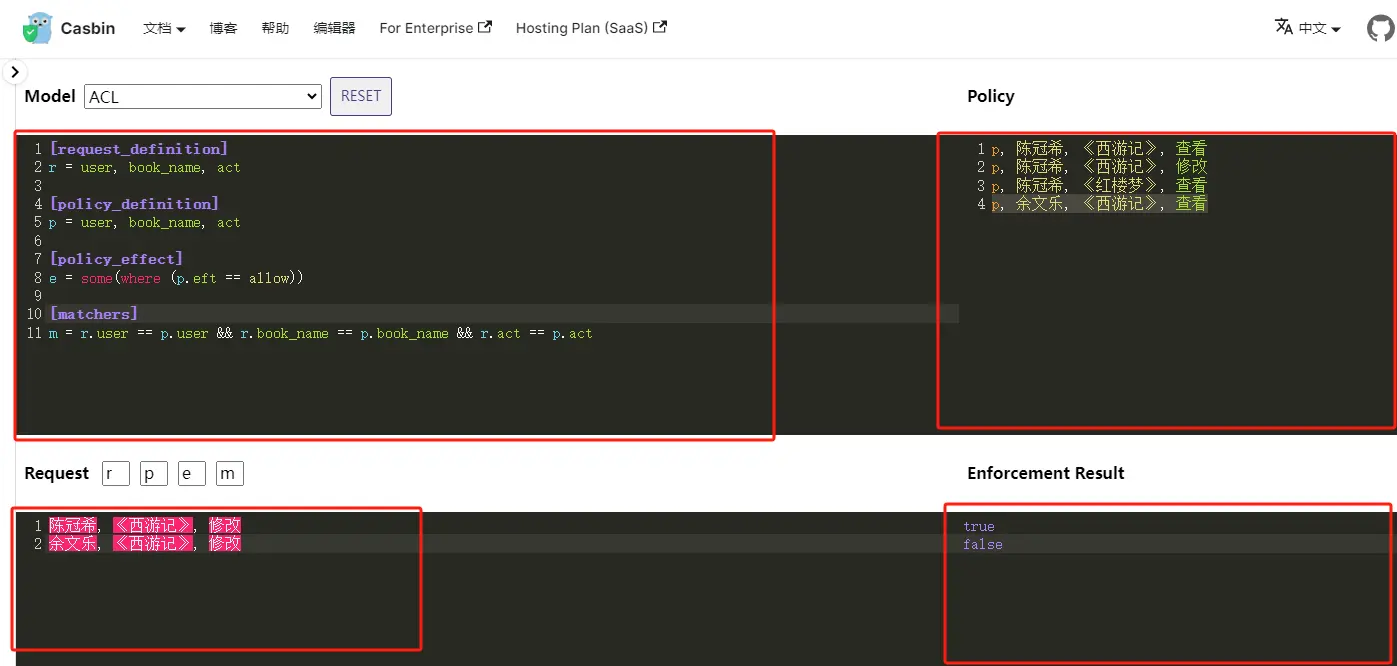 Casbin 文档 博客 帮助 编辑器 For Enterprise Hosting Plan (SaaS) 中文
Model ACL RESET
1 [request_definition]
2 r = user, book_name, act
3
4 [policy_definition]
5 p = user, book_name, act
6
7 [policy_effect]
8 e = some(where (p.eft == allow))
9
10 [matchers]
11 m = r.user == p.user && r.book_name == p.book_name && r.act == p.act
Policy
1 p, 陈冠希, 《西游记》, 查看
2 p, 陈冠希, 《西游记》, 修改
3 p, 陈冠希, 《红楼梦》, 查看
4 p, 余文乐, 《西游记》, 查看
Request r p e m
1 陈冠希, 《西游记》, 修改
2 余文乐, 《西游记》, 修改
Enforcement Result
true
false